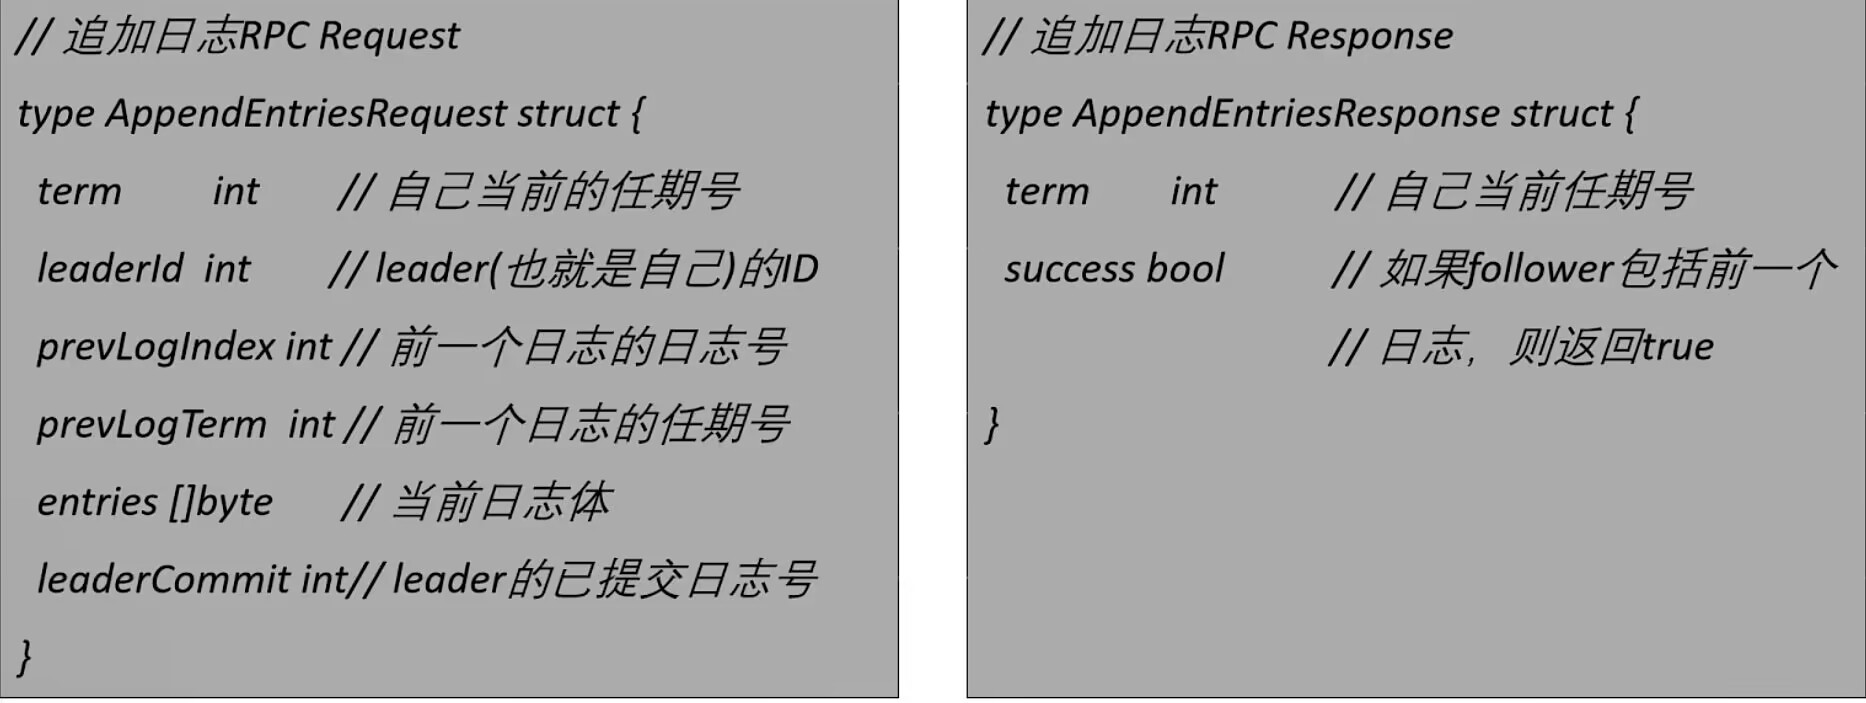 // 追加日志RPC Request
type AppendEntriesRequest struct {
term int // 自己当前的任期号
leaderId int // leader(也就是自己)的ID
prevLogIndex int // 前一个日志的日志号
prevLogTerm int // 前一个日志的任期号
entries []byte // 当前日志体
leaderCommit int// leader的已提交日志号
}
// 追加日志RPC Response
type AppendEntriesResponse struct {
term int // 自己当前任期号
success bool // 如果follower包括前一个
// 日志，则返回true
}